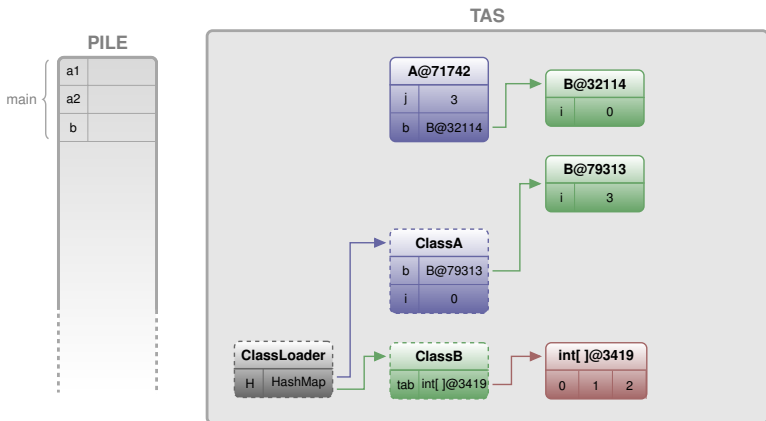 TAS
PILE
main
a1
a2
b
A@71742
j 3
b B@32114
B@32114
i 0
B@79313
i 3
ClassA
b B@79313
i 0
ClassLoader
H HashMap
ClassB
tab int[ ]@3419
int[ ]@3419
0 1 2